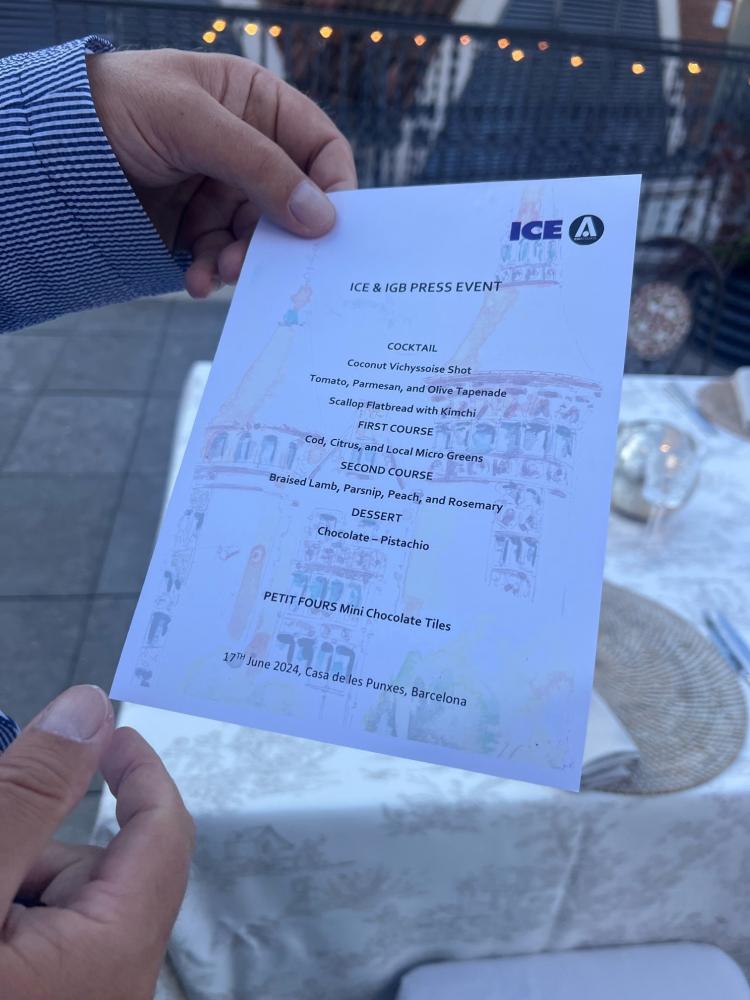 ICE
ICE & IGB PRESS EVENT
COCKTAIL
Coconut Vichyssoise Shot
Tomato, Parmesan, and Olive Tapenade
Scallop Flatbread with Kimchi
FIRST COURSE
Cod, Citrus, and Local Micro Greens
SECOND COURSE
Braised Lamb, Parsnip, Peach, and Rosemary
DESSERT
Chocolate – Pistachio
PETIT FOURS Mini Chocolate Tiles
17TH June 2024, Casa de les Punxes, Barcelona